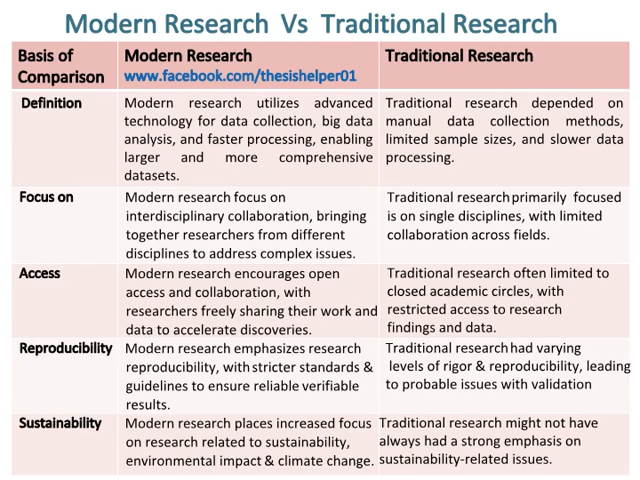 Modern Research Vs Traditional Research
Basis of Comparison
Modern Research
www.facebook.com/thesishelper01
Traditional Research
Definition
Modern research utilizes advanced
technology for data collection, big data
analysis, and faster processing, enabling
larger and more comprehensive
datasets.
Traditional research depended on
manual data collection methods,
limited sample sizes, and slower data
processing.
Focus on
Modern research focus on
interdisciplinary collaboration, bringing
together researchers from different
disciplines to address complex issues.
Traditional research primarily focused
is on single disciplines, with limited
collaboration across fields.
Access
Modern research encourages open
access and collaboration, with
researchers freely sharing their work and
data to accelerate discoveries.
Traditional research often limited to
closed academic circles, with
restricted access to research
findings and data.
Reproducibility
Modern research emphasizes research
reproducibility, with stricter standards &
guidelines to ensure reliable verifiable
results.
Traditional research had varying
levels of rigor & reproducibility, leading
to probable issues with validation
Sustainability
Modern research places increased focus
on research related to sustainability,
environmental impact & climate change.
Traditional research might not have
always had a strong emphasis on
sustainability-related issues.